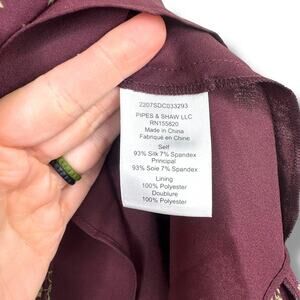 2207SDC033293
PIPES & SHAW LLC
RN155820
Made in China
Fabriqué en Chine
Self
93% Silk 7% Spandex
Principal
93% Soie 7% Spandex
Lining
100% Polyester
Doublure
100% Polyester